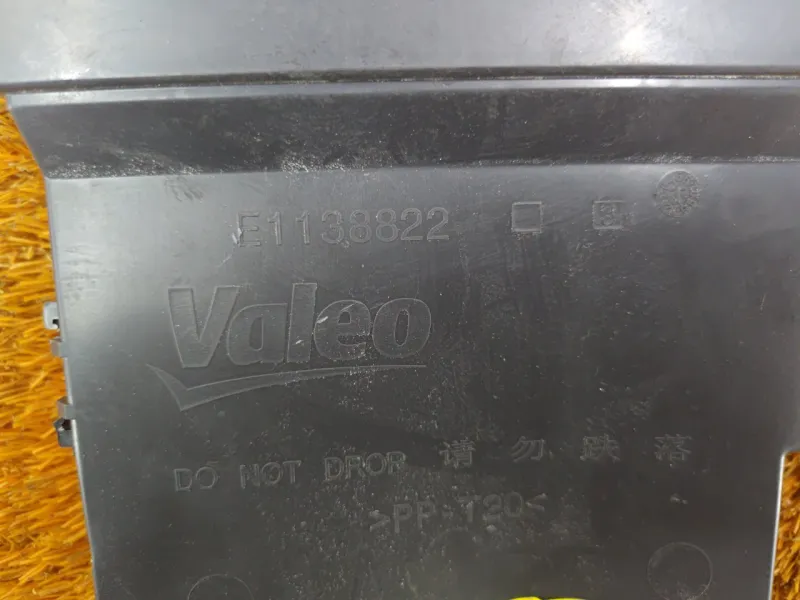 E1138822
Valeo
DO NOT DROP 请勿跌落
>PP-T20<